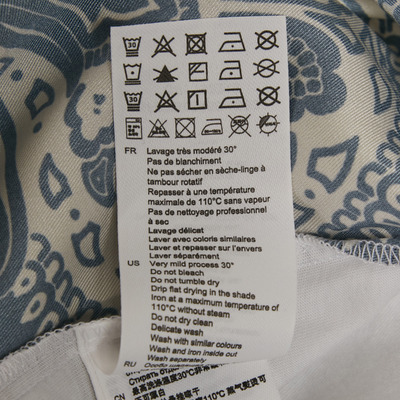 FR Lavage très modéré 30°
Pas de blanchiment
Ne pas sécher en sèche-linge à
tambour rotatif
Repasser à une température
maximale de 110°C sans vapeur
Pas de nettoyage professionnel
à sec
Lavage délicat
Laver avec coloris similaires
Laver et repasser sur l'envers
Laver séparément
US Very mild process 30°
Do not bleach
Do not tumble dry
Drip flat drying in the shade
Iron at a maximum temperature of
110°C without steam
Do not dry clean
Delicate wash
Wash with similar colours
Wash and iron inside out
Wash separately
RU
CN